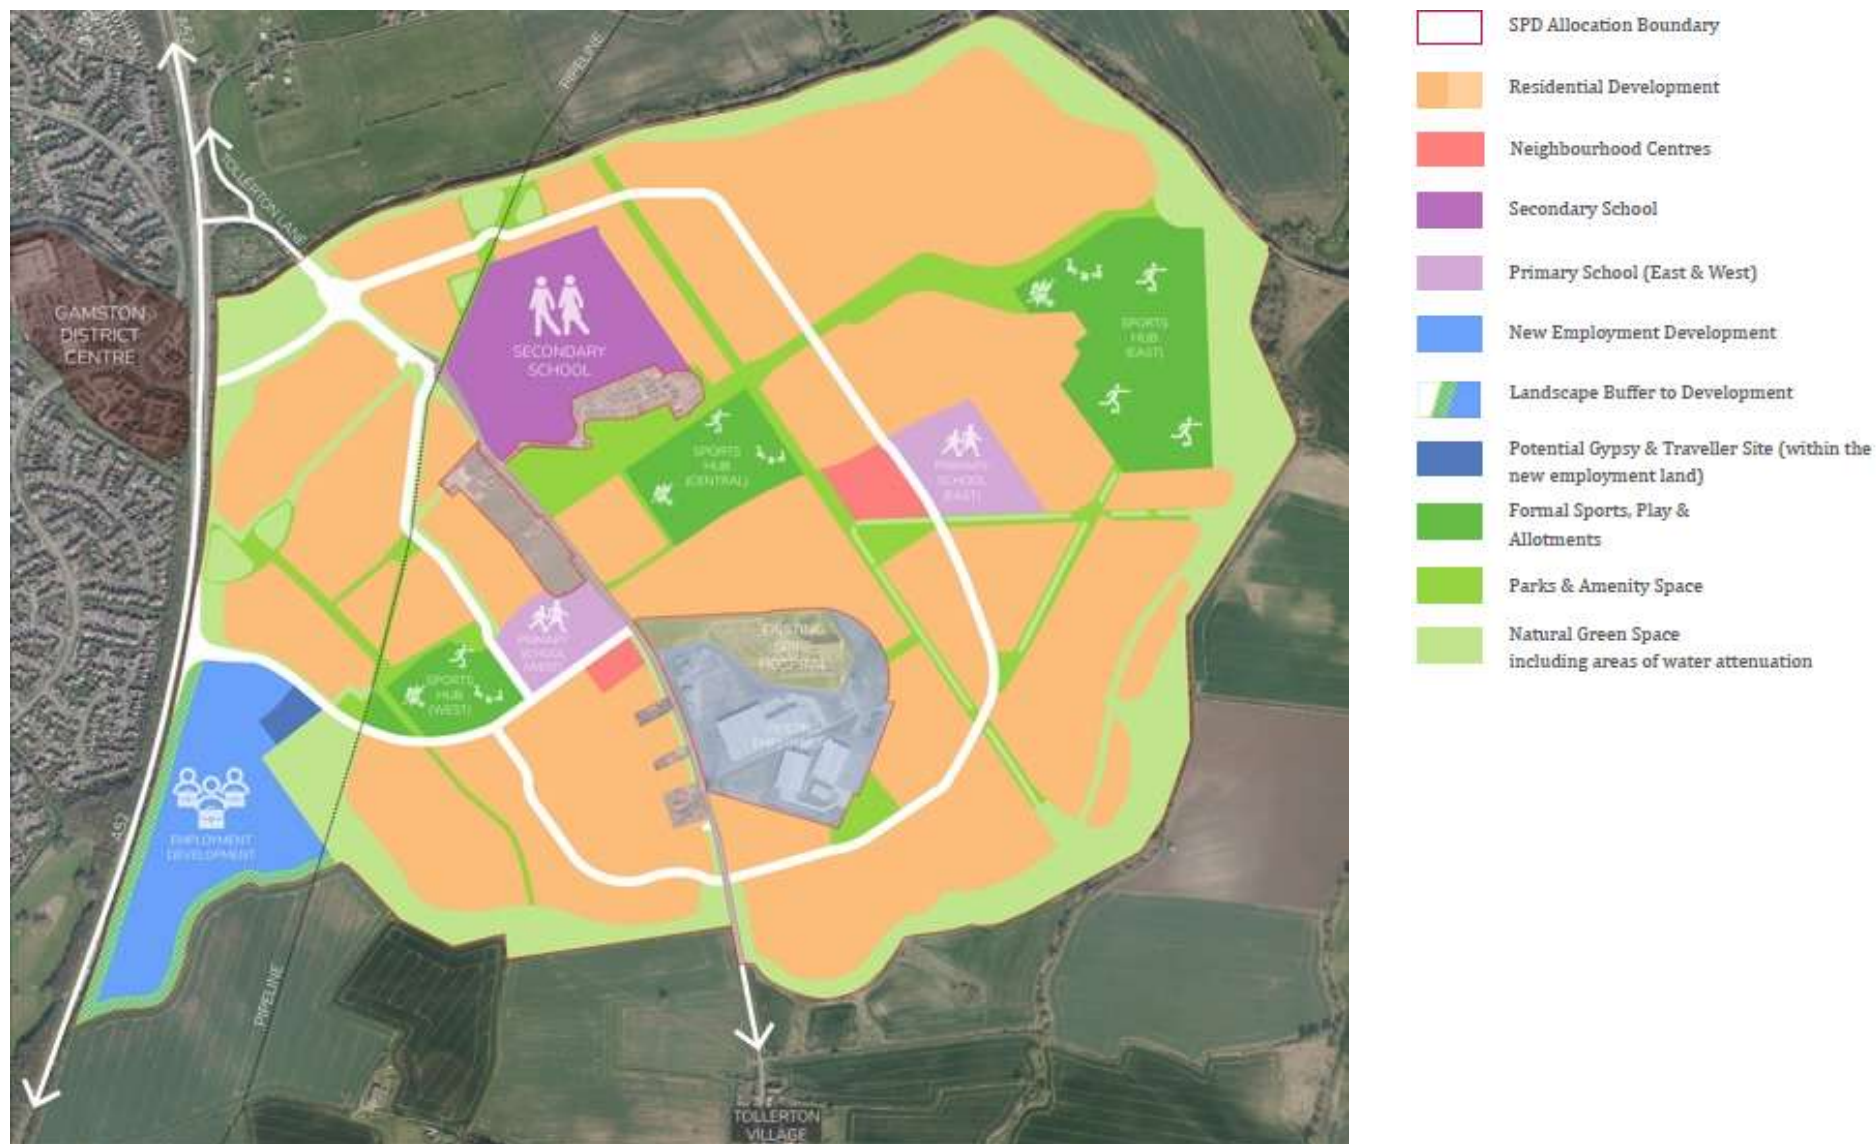 A52
PIPELINE
TOLLERTON LANE
GAMSTON
DISTRICT
CENTRE
SECONDARY
SCHOOL
SPORTS
HUB
(EAST)
SPORTS
HUB
(CENTRAL)
PRIMARY
SCHOOL
(EAST)
PRIMARY
SCHOOL
(WEST)
EXISTING
SPIRE
HOSPITAL
SPORTS
HUB
(WEST)
A52
EMPLOYMENT
DEVELOPMENT
PIPELINE
TOLLERTON
VILLAGE
SPD Allocation Boundary
Residential Development
Neighbourhood Centres
Secondary School
Primary School (East & West)
New Employment Development
Landscape Buffer to Development
Potential Gypsy & Traveller Site (within the
new employment land)
Formal Sports, Play &
Allotments
Parks & Amenity Space
Natural Green Space
including areas of water attenuation